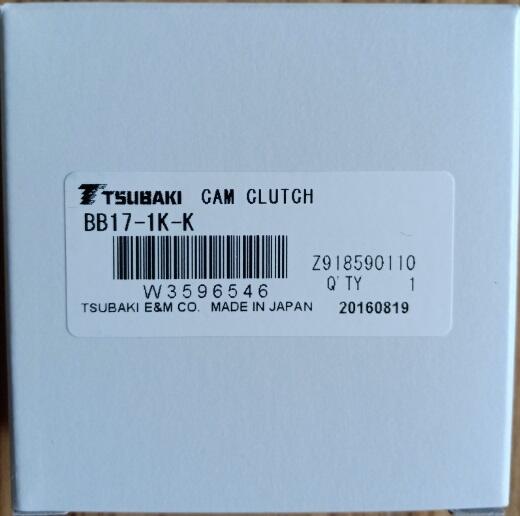 TSUBAKI CAM CLUTCH
BB17-1K-K
Z918590110
W3596546
Q'TY 1
TSUBAKI E&M CO. MADE IN JAPAN 20160819